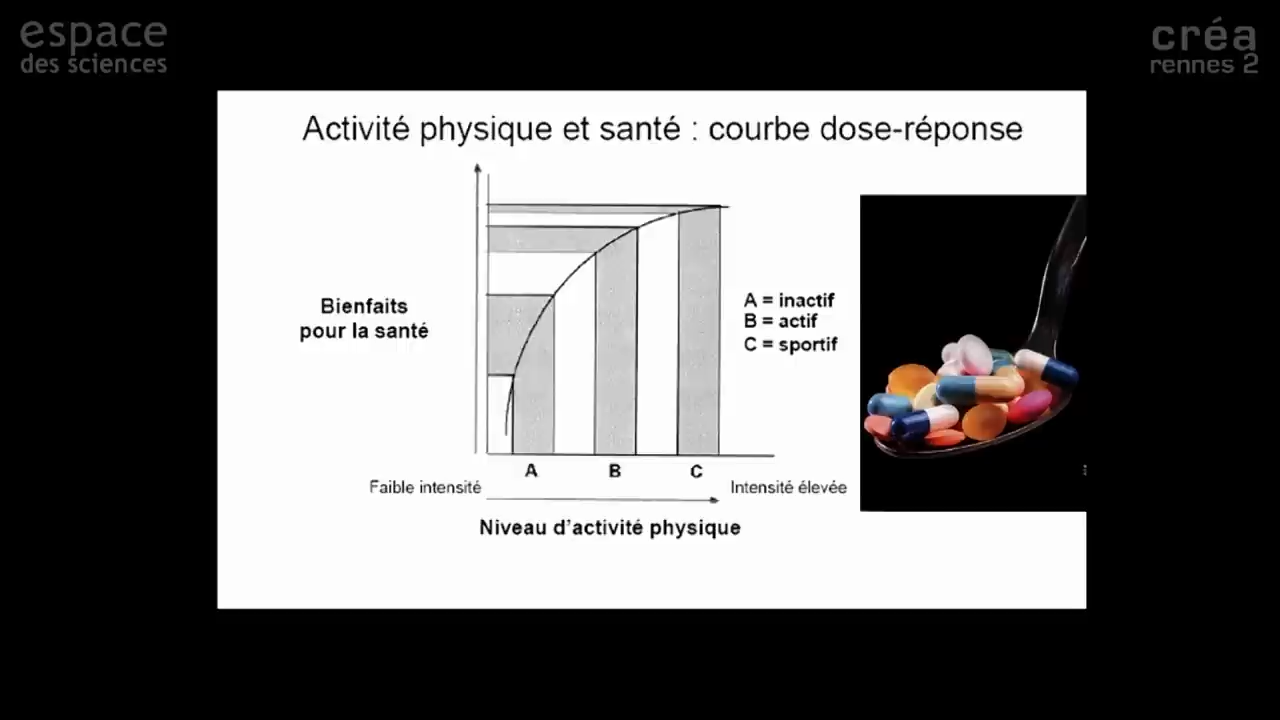 espace
des sciences
créa
rennes 2
Activité physique et santé : courbe dose-réponse
Bienfaits
pour la santé
A = inactif
B = actif
C = sportif
A
B
C
Faible intensité
Intensité élevée
Niveau d'activité physique